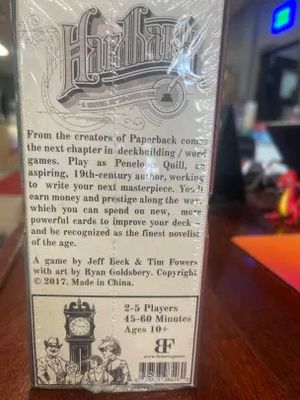 HardBack
From the creators of Paperback comes
the next chapter in deckbuilding / word
games. Play as Penelope Quill, an
aspiring, 19th-century author, working
to write your next masterpiece. You'll
earn money and prestige along the way,
which you can spend on new, more
powerful cards to improve your deck –
and be recognized as the finest novelist
of the age.
A game by Jeff Beck & Tim Fowers
with art by Ryan Goldsberry. Copyright
© 2017. Made in China.
2-5 Players
45-60 Minutes
Ages 10+